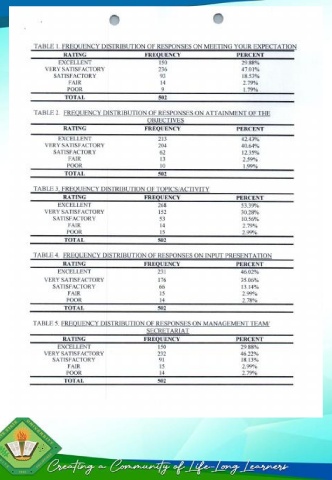 TABLE 1. FREQUENCY DISTRIBUTION OF RESPONSES ON MEETING YOUR EXPECTATION
RATING FREQUENCY PERCENT
EXCELLENT 150 29.88%
VERY SATISFACTORY 236 47.01%
SATISFACTORY 93 18.53%
FAIR 14 2.79%
POOR 9 1.79%
TOTAL 502
TABLE 2. FREQUENCY DISTRIBUTION OF RESPONSES ON ATTAINMENT OF THE
OBJECTIVES
RATING FREQUENCY PERCENT
EXCELLENT 213 42.43%
VERY SATISFACTORY 204 40.64%
SATISFACTORY 62 12.35%
FAIR 13 2.59%
POOR 10 1.99%
TOTAL 502
TABLE 3. FREQUENCY DISTRIBUTION OF TOPICS/ACTIVITY
RATING FREQUENCY PERCENT
EXCELLENT 268 53.39%
VERY SATISFACTORY 152 30.28%
SATISFACTORY 53 10.56%
FAIR 14 2.79%
POOR 15 2.99%
TOTAL 502
TABLE 4. FREQUENCY DISTRIBUTION OF RESPONSES ON INPUT PRESENTATION
RATING FREQUENCY PERCENT
EXCELLENT 231 46.02%
VERY SATISFACTORY 176 35.06%
SATISFACTORY 66 13.14%
FAIR 15 2.99%
POOR 14 2.78%
TOTAL 502
TABLE 5. FREQUENCY DISTRIBUTION OF RESPONSES ON MANAGEMENT TEAM/
SECRETARIAT
RATING FREQUENCY PERCENT
EXCELLENT 150 29.88%
VERY SATISFACTORY 232 46.22%
SATISFACTORY 91 18.13%
FAIR 15 2.99%
POOR 14 2.79%
TOTAL 502
Creating a Community of Life-Long Learners